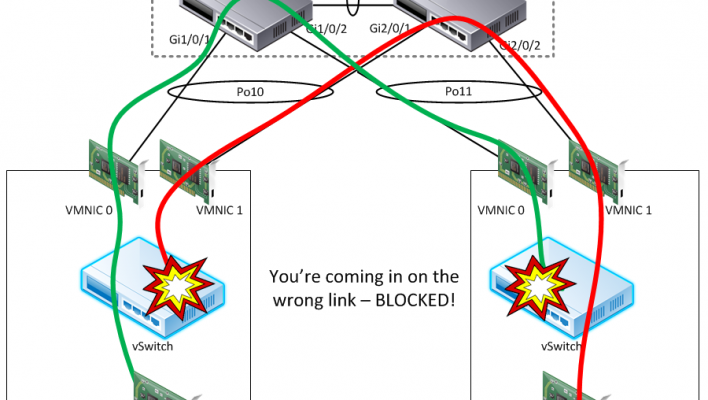 Gi1/0/1
Gi1/0/2
Gi2/0/1
Gi2/0/2
Po10
Po11
VMNIC 0
VMNIC 1
VMNIC 0
VMNIC 1
You’re coming in on the
wrong link – BLOCKED!
vSwitch
vSwitch